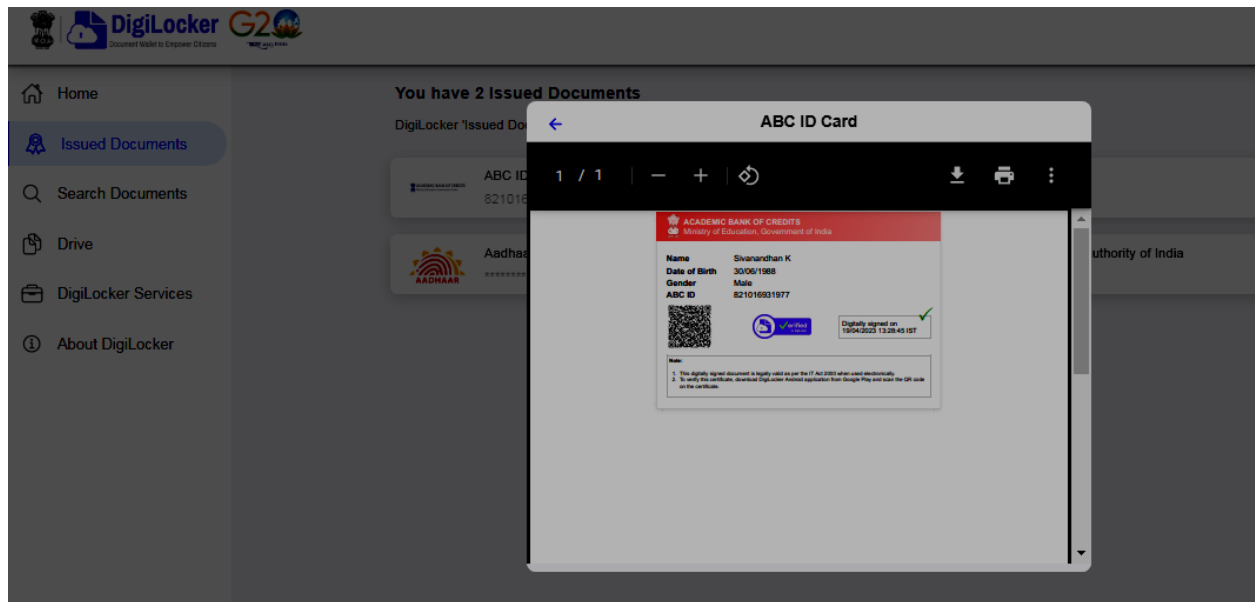 DigiLocker
Document Wallet to Empower Citizens
G2
Home
Issued Documents
Search Documents
Drive
DigiLocker Services
About DigiLocker
You have 2 Issued Documents
DigiLocker 'Issued Do
ABC ID
821016
Aadhaa
********
AADHAAR
uthority of India
ABC ID Card
1 / 1
ACADEMIC BANK OF CREDITS
Ministry of Education, Government of India
Name Sivanandhan K
Date of Birth 30/06/1988
Gender Male
ABC ID 821016931977
Verified
Digitally signed on
19/04/2023 13:28:45 IST
Note:
1. This digitally signed document is legally valid as per the IT Act 2000 when used electronically.
2. To verify this certificate, download DigiLocker Android application from Google Play and scan the QR code
on the certificate.